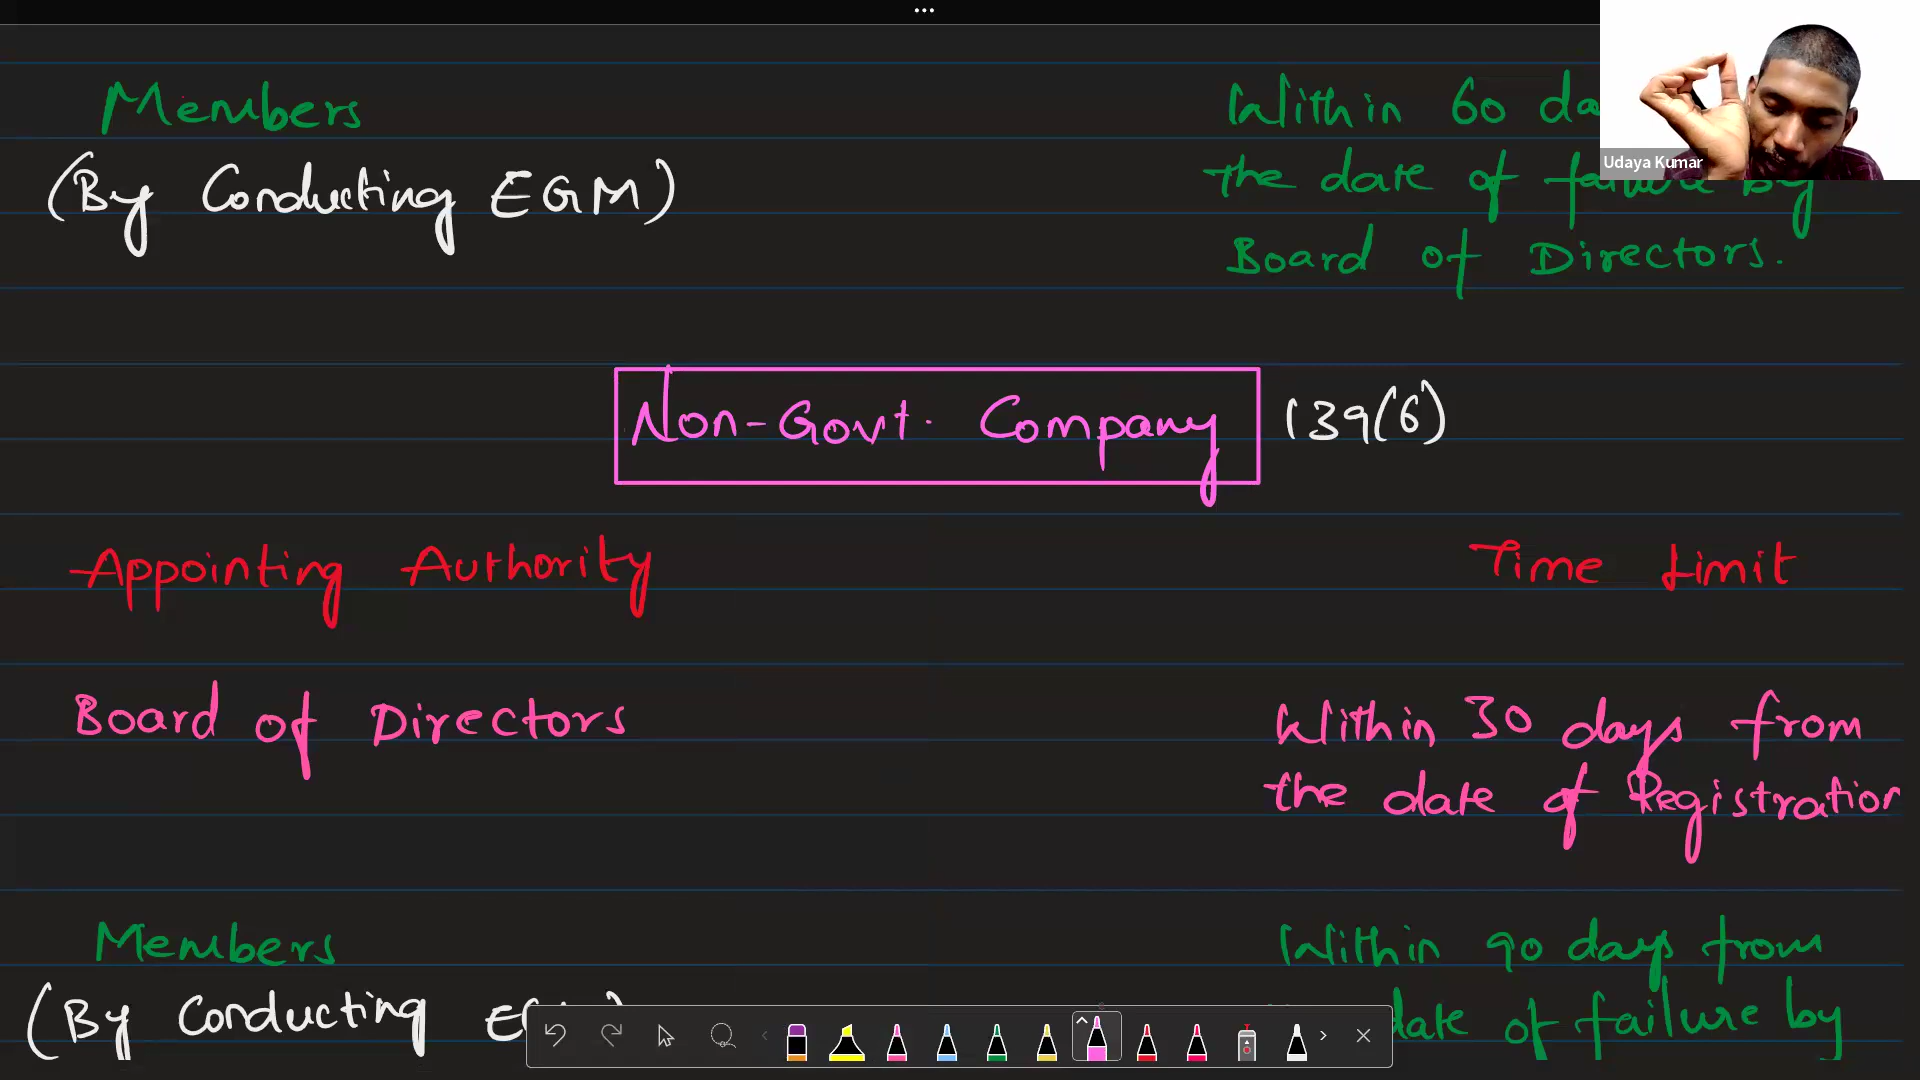 Members
Within 60
(By Conducting EGM)
the date of failure by
Board of Directors.
Udaya Kumar
Non-Govt. Company 139(6)
Appointing Authority
Time Limit
Board of Directors
Within 30 days from
the date of Registration
Members
Within 90 days from
(By Conducting
date of failure by